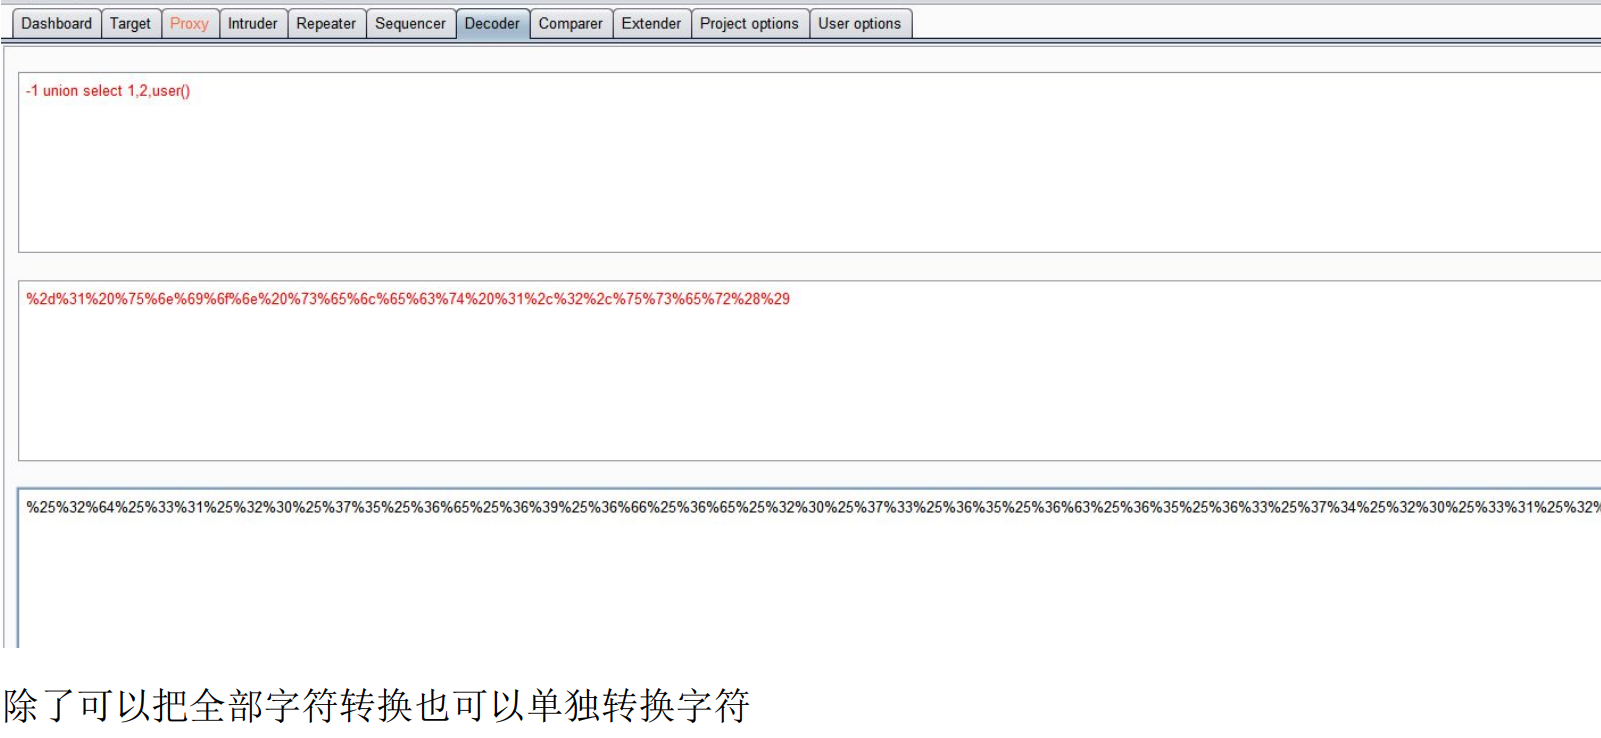 Dashboard Target Proxy Intruder Repeater Sequencer Decoder Comparer Extender Project options User options
-1 union select 1,2,user()
%2d%31%20%75%6e%69%6f%6e%20%73%65%6c%65%63%74%20%31%2c%32%2c%75%73%65%72%28%29
%25%32%64%25%33%31%25%32%30%25%37%35%25%36%65%25%36%39%25%36%66%25%36%65%25%32%30%25%37%33%25%36%35%25%36%63%25%36%35%25%36%33%25%37%34%25%32%30%25%33%31%25%32%
除了可以把全部字符转换也可以单独转换字符